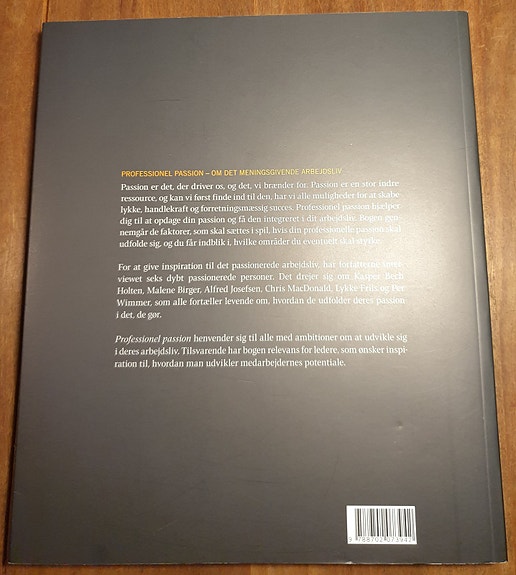 PROFESSIONEL PASSION – OM DET MENINGSGIVENDE ARBEJDSLIV
Passion er det, der driver os, og det, vi brænder for. Passion er en stor indre
ressource, og kan vi først finde ind til den, har vi alle muligheder for at skabe
lykke, handlekraft og forretningsmæssig succes. Professionel passion hjælper
dig til at opdage din passion og få den integreret i dit arbejdsliv. Bogen gen-
nemgår de faktorer, som skal sættes i spil, hvis din professionelle passion skal
udfolde sig, og du får indblik i, hvilke områder du eventuelt skal styrke.
For at give inspiration til det passionerede arbejdsliv, har forfatterne inter-
viewet seks dybt passionerede personer. Det drejer sig om Kasper Bech
Holten, Malene Birger, Alfred Josefsen, Chris MacDonald, Lykke Friis og Per
Wimmer, som alle fortæller levende om, hvordan de udfolder deres passion
i det, de gør.
Professionel passion henvender sig til alle med ambitioner om at udvikle sig
i deres arbejdsliv. Tilsvarende har bogen relevans for ledere, som ønsker inspi-
ration til, hvordan man udvikler medarbejdernes potentiale.
9 788702 073942